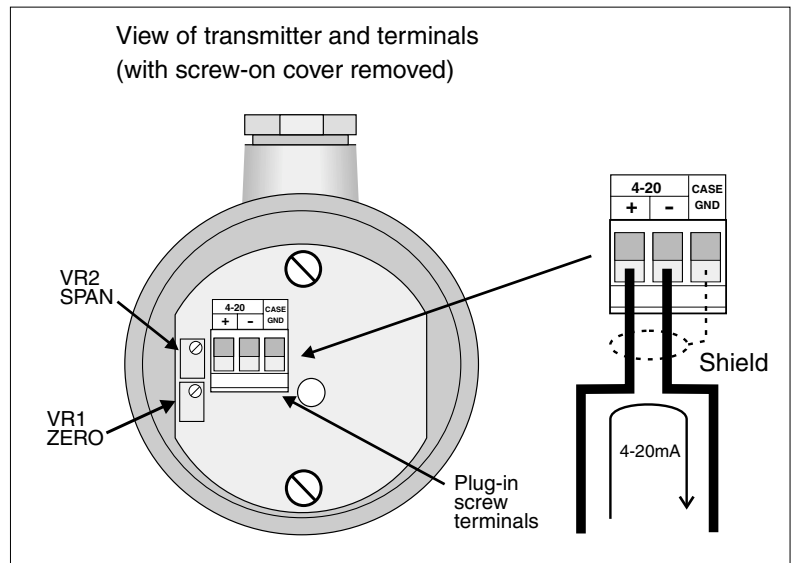 View of transmitter and terminals
(with screw-on cover removed)
4-20 CASE
+ - GND
VR2
SPAN
4-20 CASE
+ - GND
Shield
VR1
ZERO
4-20mA
Plug-in
screw
terminals